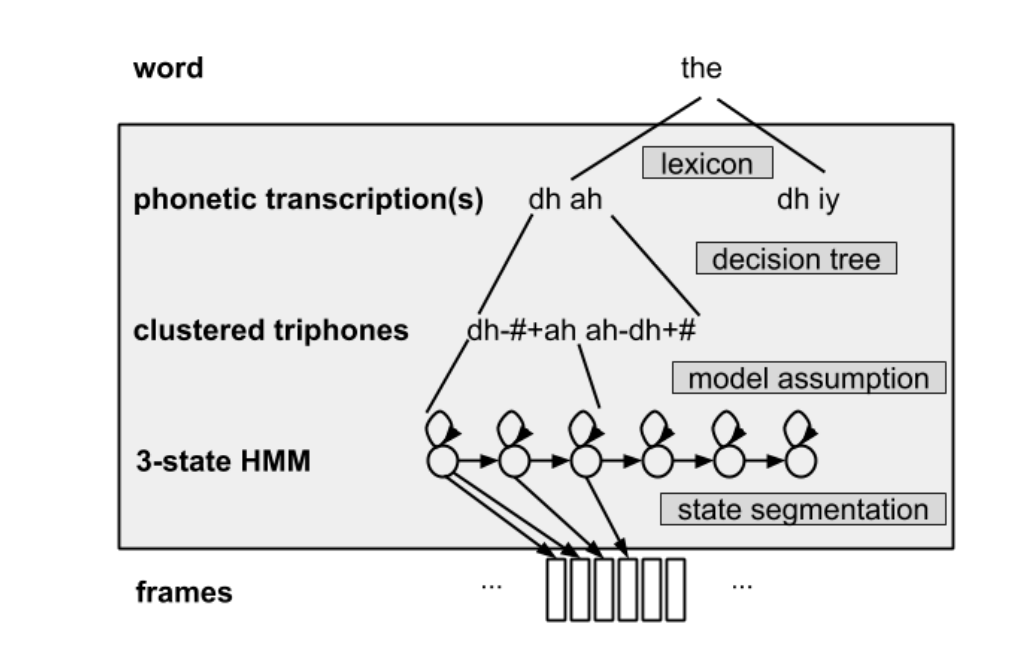 word the
lexicon
phonetic transcription(s) dh ah dh iy
decision tree
clustered triphones dh-#+ah ah-dh+#
model assumption
3-state HMM
state segmentation
frames ... ...